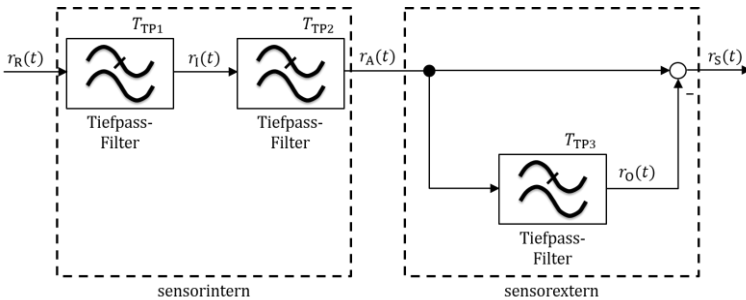 T_TP1
T_TP2
r_R(t)
r_I(t)
r_A(t)
r_S(t)
Tiefpass-
Filter
Tiefpass-
Filter
–
T_TP3
r_O(t)
Tiefpass-
Filter
sensorintern
sensorextern